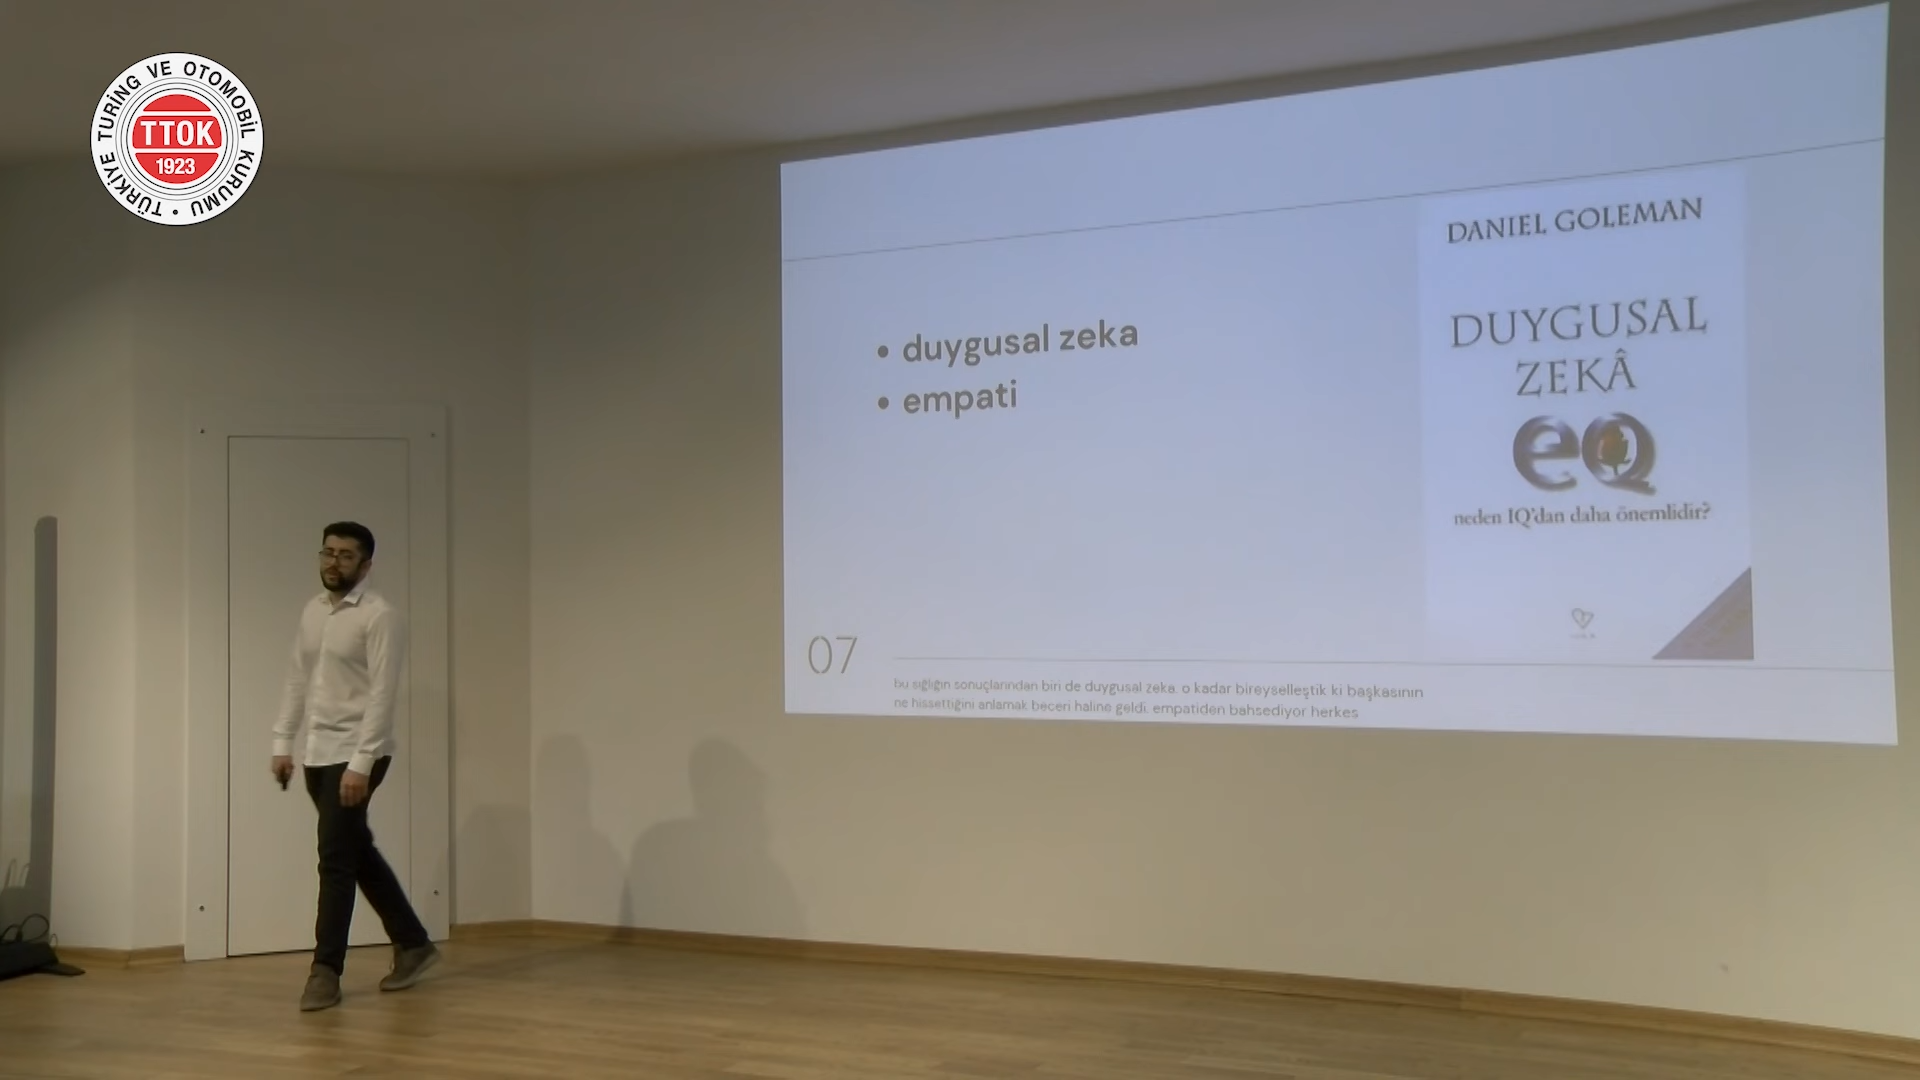 TÜRKİYE TURİNG VE OTOMOBİL KURUMU
TTOK
1923
DANIEL GOLEMAN
DUYGUSAL
ZEKÂ
eQ
neden IQ'dan daha önemlidir?
• duygusal zeka
• empati
07
bu sığlığın sonuçlarından biri de duygusal zeka. o kadar bireyselleştik ki başkasının
ne hissettiğini anlamak beceri haline geldi. empatiden bahsediyor herkes